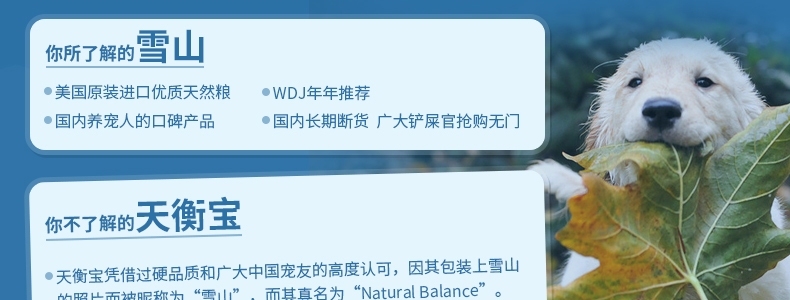 你所了解的雪山
●美国原装进口优质天然粮 ●WDJ年年推荐
●国内养宠人的口碑产品 ●国内长期断货 广大铲屎官抢购无门
你不了解的天衡宝
●天衡宝凭借过硬品质和广大中国宠友的高度认可，因其包装上雪山
的照片而被昵称为“雪山”，而其真名为“Natural Balance”。